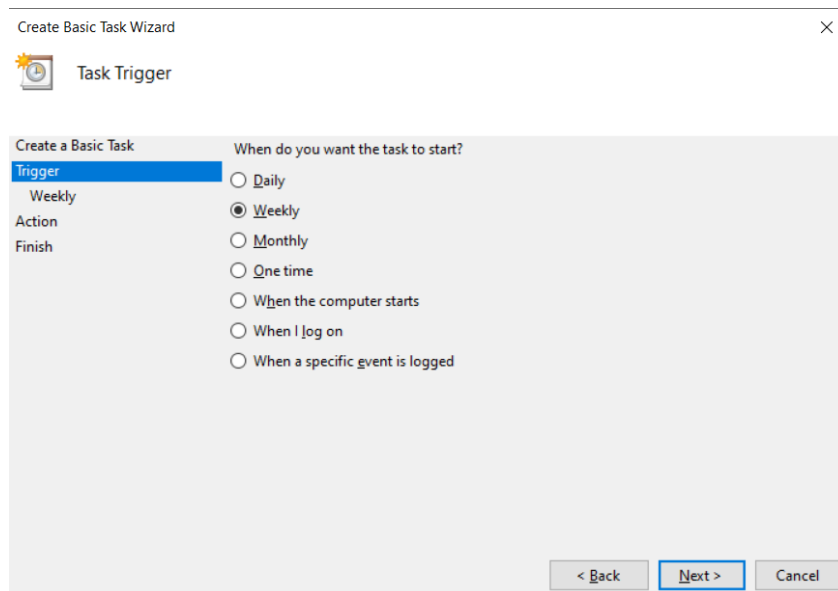 Create Basic Task Wizard
Task Trigger
Create a Basic Task
Trigger
Weekly
Action
Finish
When do you want the task to start?
Daily
Weekly
Monthly
One time
When the computer starts
When I log on
When a specific event is logged
< Back
Next >
Cancel